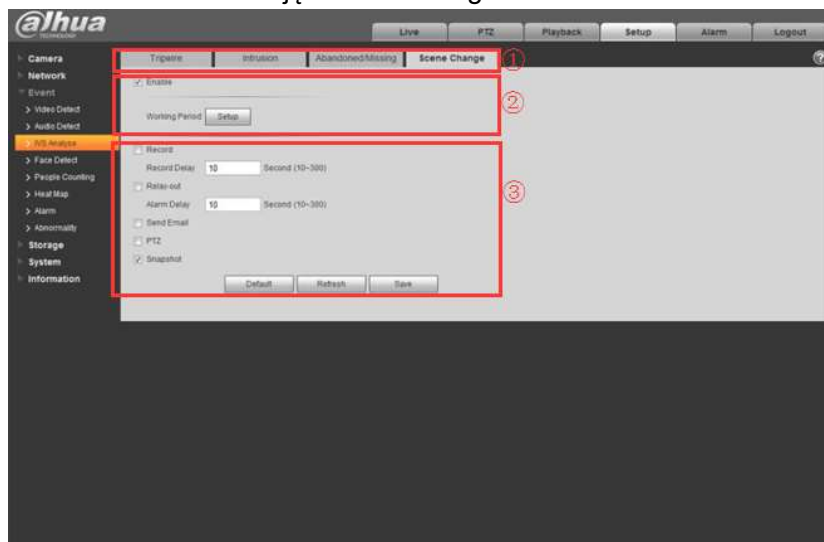 alhua
TECHNOLOGY
Live PTZ Playback Setup Alarm Logout
Camera
Network
Event
Video Detect
Audio Detect
IVS Analyse
Face Detect
People Counting
Heat Map
Alarm
Abnormality
Storage
System
Information
Tripwire Intrusion Abandoned/Missing Scene Change ①
Enable
Working Period Setup
②
Record
Record Delay 10 Second (10~300)
Relay-out
Alarm Delay 10 Second (10~300)
Send Email
PTZ
Snapshot
Default Refresh Save
③